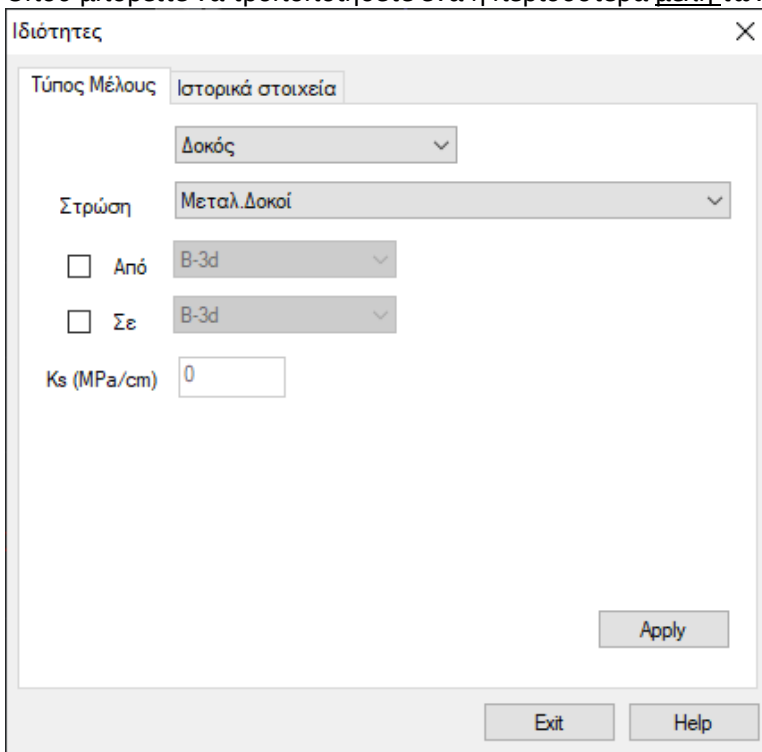 Ιδιότητες
Τύπος Μέλους Ιστορικά στοιχεία
Δοκός
Στρώση Μεταλ.Δοκοί
Από B-3d
Σε B-3d
Ks (MPa/cm) 0
Apply
Exit Help